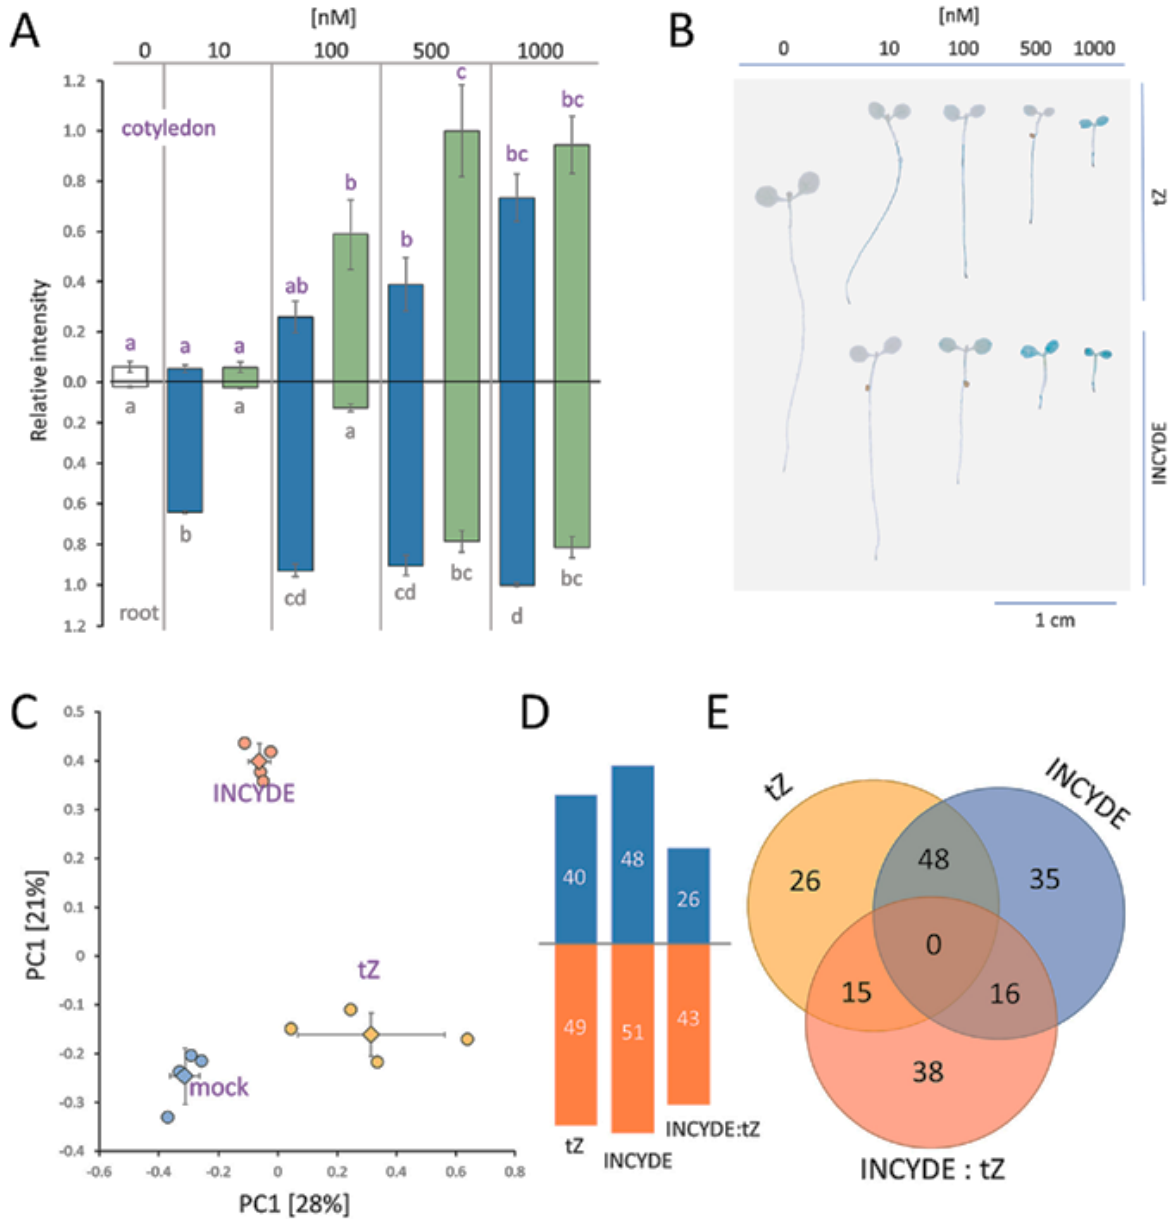 A
[nM]
0 10 100 500 1000
1.2
1.0
0.8
0.6
0.4
0.2
0.0
0.2
0.4
0.6
0.8
1.0
1.2
Relative intensity
cotyledon
a a a ab b b c bc bc
a b a cd a cd bc d bc
root
B
[nM]
0 10 100 500 1000
tZ
INCYDE
1 cm
C
0.5
0.4
0.3
0.2
0.1
0
-0.1
-0.2
-0.3
-0.4
PC1 [21%]
INCYDE
tZ
mock
-0.6 -0.4 -0.2 0 0.2 0.4 0.6 0.8
PC1 [28%]
D
40 48 26
49 51 43
tZ
INCYDE
INCYDE:tZ
E
tZ
INCYDE
26 48 35
0
15 16
38
INCYDE : tZ